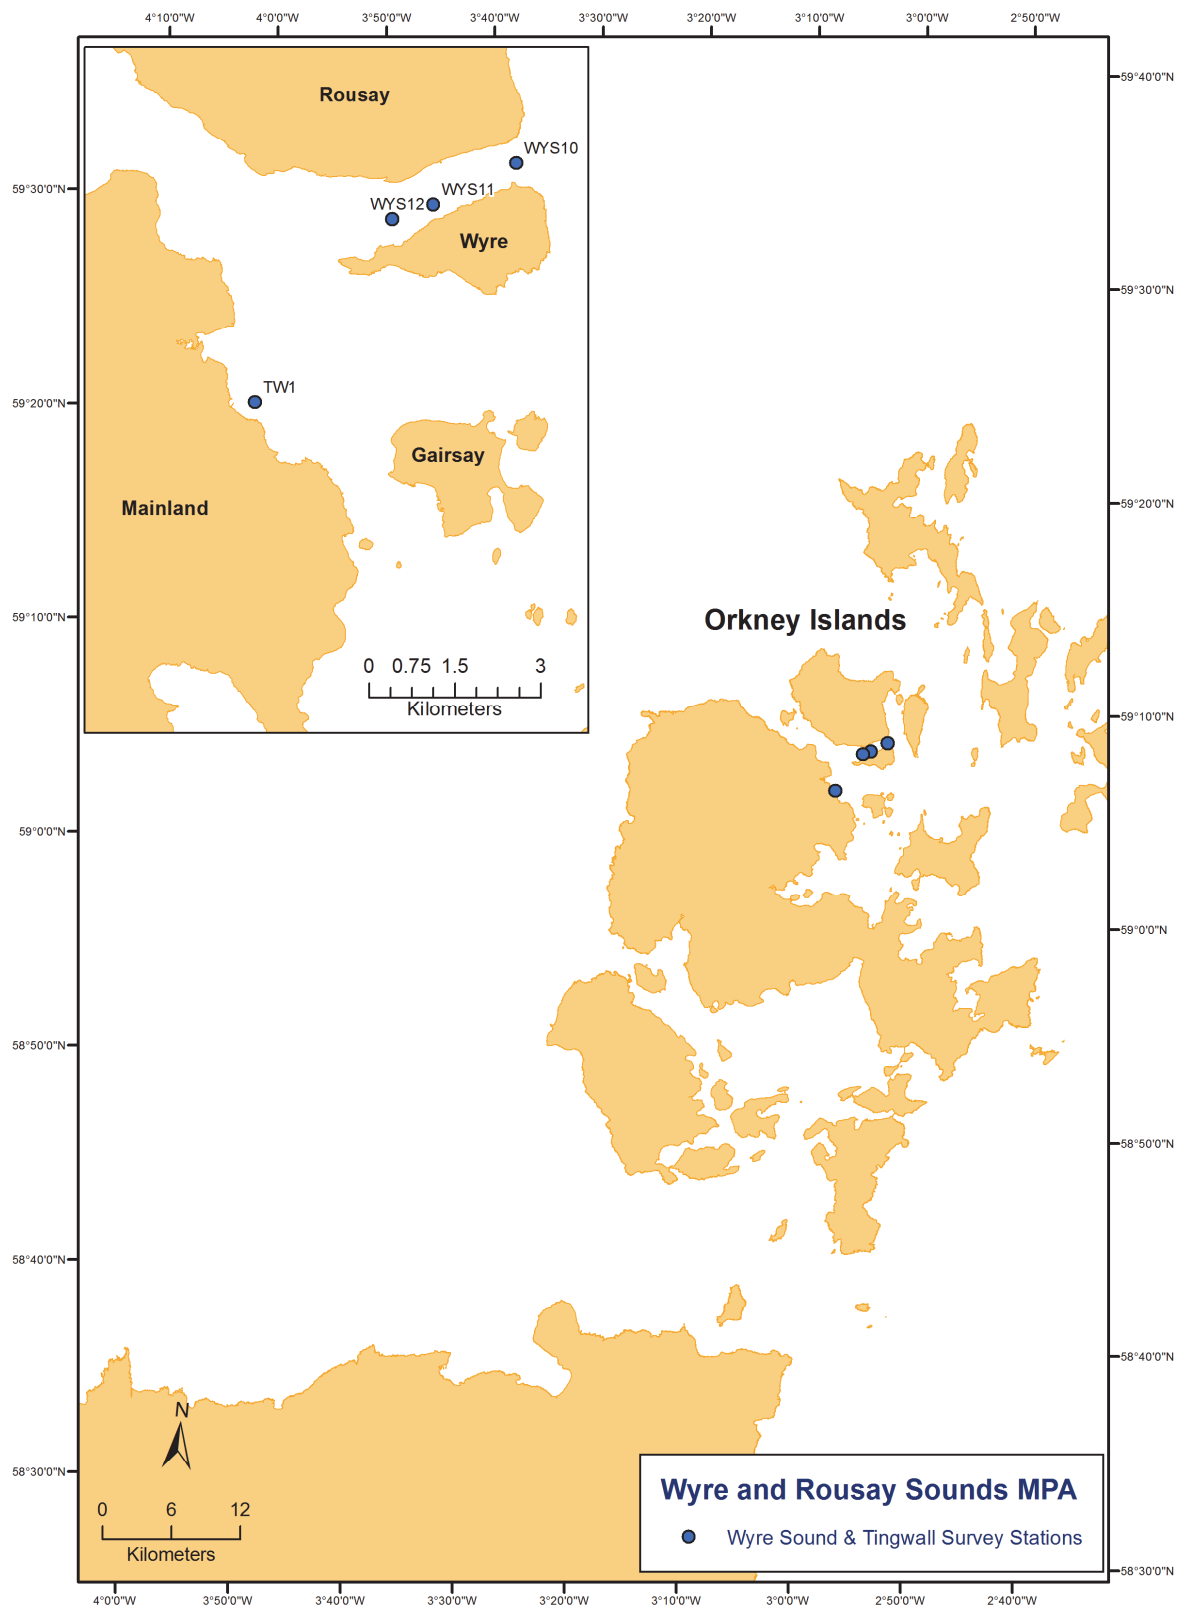 4°10'0"W 4°0'0"W 3°50'0"W 3°40'0"W 3°30'0"W 3°20'0"W 3°10'0"W 3°0'0"W 2°50'0"W
59°40'0"N
Rousay
WYS10
59°30'0"N
WYS11
WYS12
Wyre
59°30'0"N
TW1
59°20'0"N
Gairsay
Mainland
59°20'0"N
59°10'0"N
Orkney Islands
0 0.75 1.5 3
Kilometers
59°10'0"N
59°0'0"N
59°0'0"N
58°50'0"N
58°50'0"N
58°40'0"N
58°40'0"N
N
58°30'0"N
Wyre and Rousay Sounds MPA
0 6 12
Wyre Sound & Tingwall Survey Stations
Kilometers
58°30'0"N
4°0'0"W 3°50'0"W 3°40'0"W 3°30'0"W 3°20'0"W 3°10'0"W 3°0'0"W 2°50'0"W 2°40'0"W